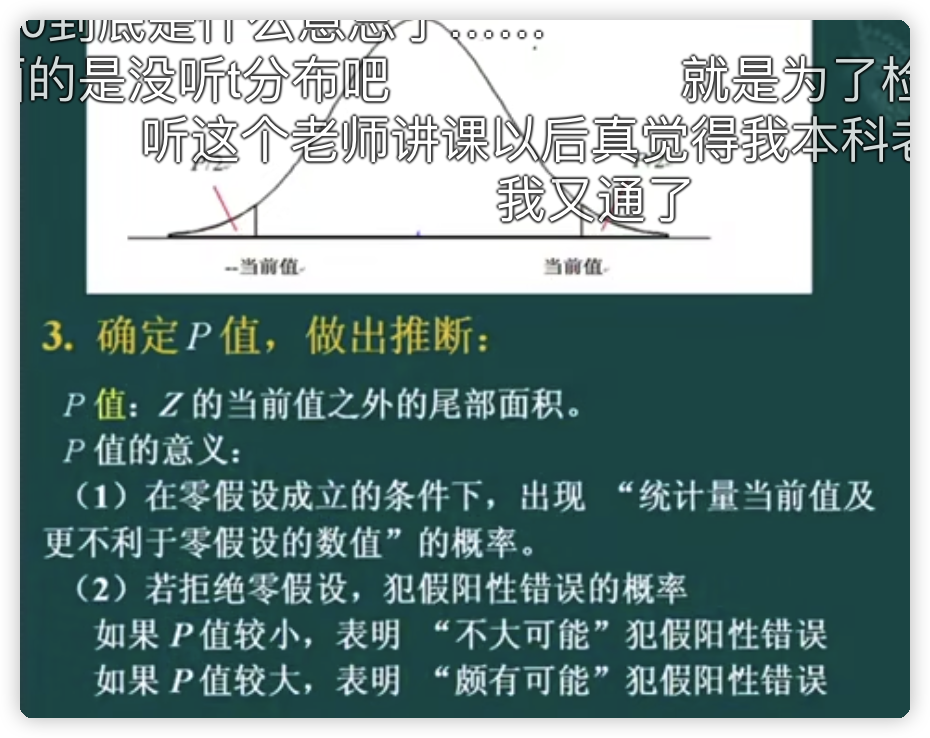 0到底是什么意思了......
的是没听t分布吧
就是为了检
听这个老师讲课以后真觉得我本科老
我又通了
--当前值
当前值
3. 确定P值，做出推断：
P值：Z的当前值之外的尾部面积。
P值的意义：
（1）在零假设成立的条件下，出现 “统计量当前值及
更不利于零假设的数值”的概率。
（2）若拒绝零假设，犯假阳性错误的概率
如果P值较小，表明 “不大可能”犯假阳性错误
如果P值较大，表明 “颇有可能”犯假阳性错误